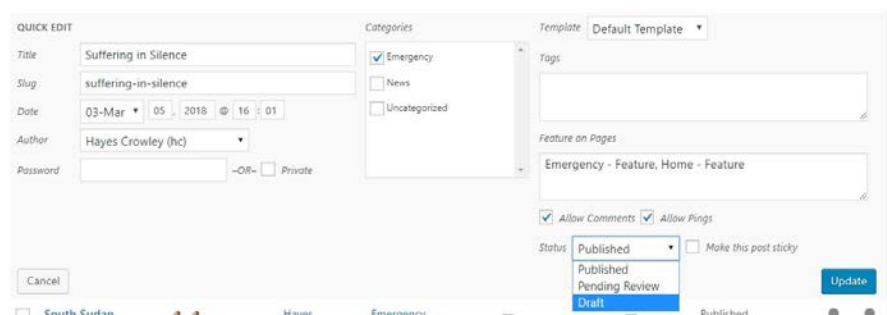 QUICK EDIT
Title Suffering in Silence
Slug suffering-in-silence
Date 03-Mar 05 , 2018 @ 16 : 01
Author Hayes Crowley (hc)
Password –OR– Private
Categories
Emergency
News
Uncategorized
Template Default Template
Tags
Feature on Pages
Emergency - Feature, Home - Feature
Allow Comments Allow Pings
Status Published Make this post sticky
Published
Pending Review
Draft
Cancel Update
South Sudan Hayes Emergency Published